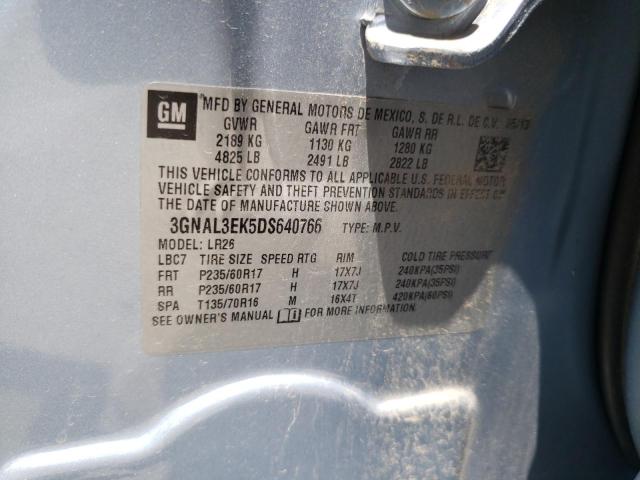 GM MFD BY GENERAL MOTORS DE MEXICO, S. DE R.L. DE C.V. 05/13
GVWR GAWR FRT GAWR RR
2189 KG 1130 KG 1280 KG
4825 LB 2491 LB 2822 LB
THIS VEHICLE CONFORMS TO ALL APPLICABLE U.S. FEDERAL MOTOR
VEHICLE SAFETY AND THEFT PREVENTION STANDARDS IN EFFECT ON
THE DATE OF MANUFACTURE SHOWN ABOVE.
3GNAL3EK5DS640766 TYPE: M.P.V.
MODEL: LR26
LBC7 TIRE SIZE SPEED RTG RIM COLD TIRE PRESSURE
FRT P235/60R17 H 17X7J 240KPA(35PSI)
RR P235/60R17 H 17X7J 240KPA(35PSI)
SPA T135/70R16 M 16X4T 420KPA(60PSI)
SEE OWNER'S MANUAL FOR MORE INFORMATION.